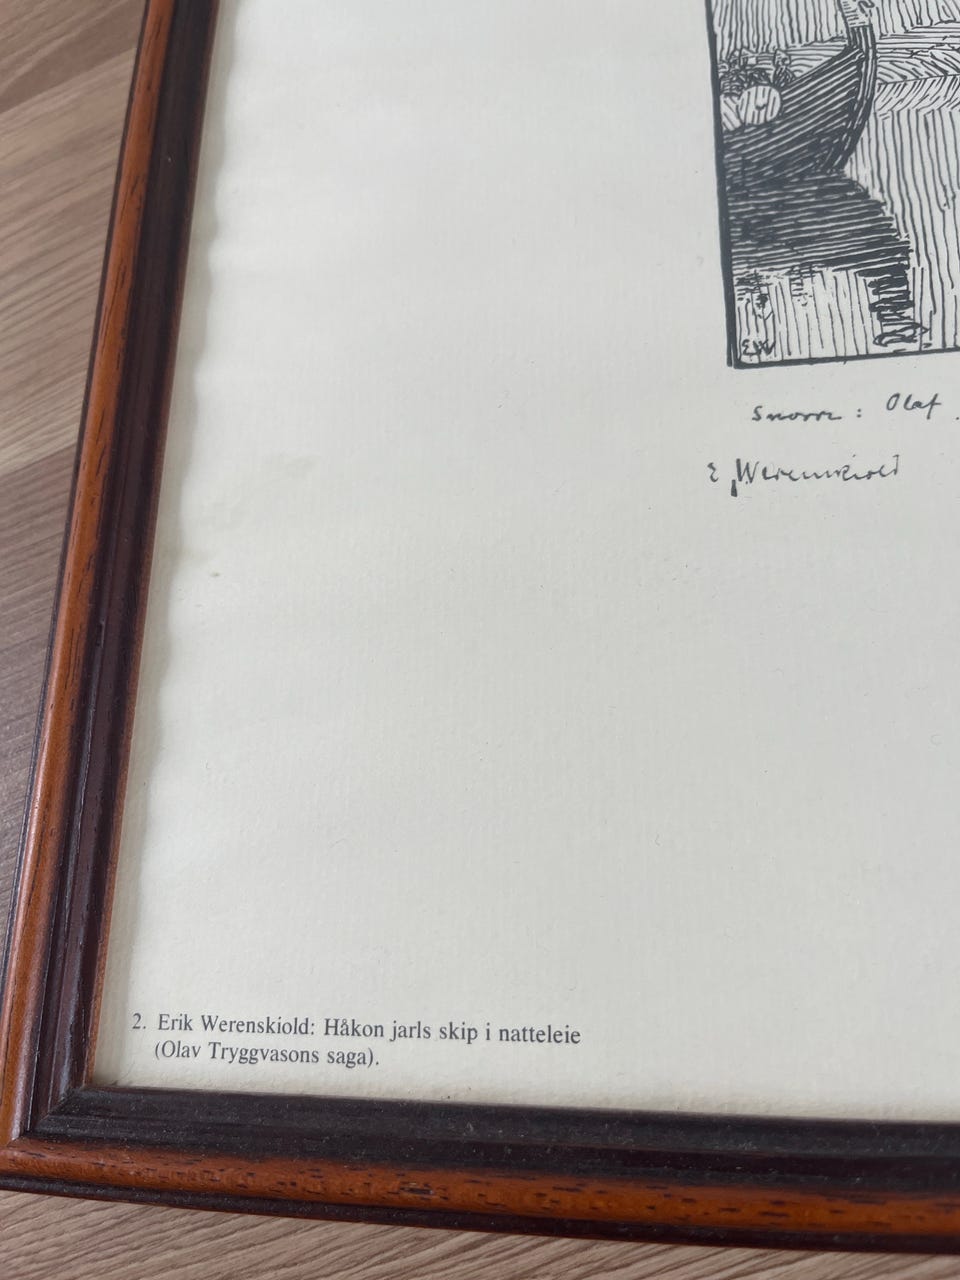 EW
Snorre: Olaf
E. Werenskiold
2. Erik Werenskiold: Håkon jarls skip i natteleie
(Olav Tryggvasons saga).